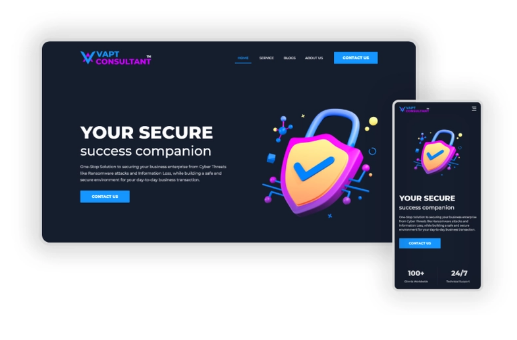 VAPT
CONSULTANT
TM
HOME
SERVICE
BLOGS
ABOUT US
CONTACT US
YOUR SECURE
success companion
One-Stop Solution to securing your business enterprise from Cyber Threats
like Ransomware attacks and Information Loss, while building a safe and
secure environment for your day-to-day business transaction.
CONTACT US
VAPT
CONSULTANT
YOUR SECURE
success companion
One-Stop Solution to securing your business enterprise
from Cyber Threats like Ransomware attacks and
Information Loss, while building a safe and secure
environment for your day-to-day business transaction.
CONTACT US
100+
24/7